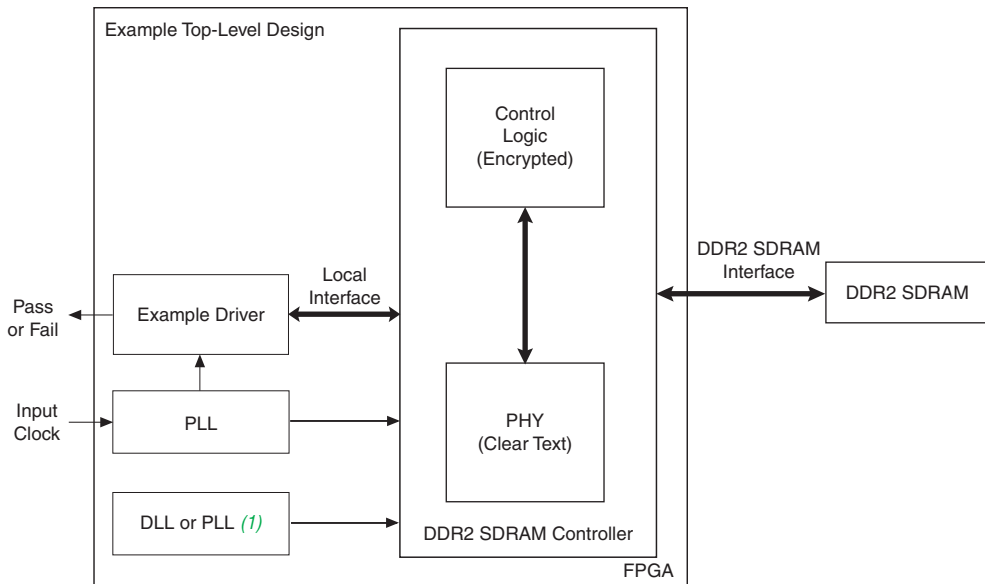 Example Top-Level Design
Control
Logic
(Encrypted)
DDR2 SDRAM
Interface
DDR2 SDRAM
Local
Interface
Pass
or Fail
Example Driver
Input
Clock
PLL
PHY
(Clear Text)
DLL or PLL (1)
DDR2 SDRAM Controller
FPGA